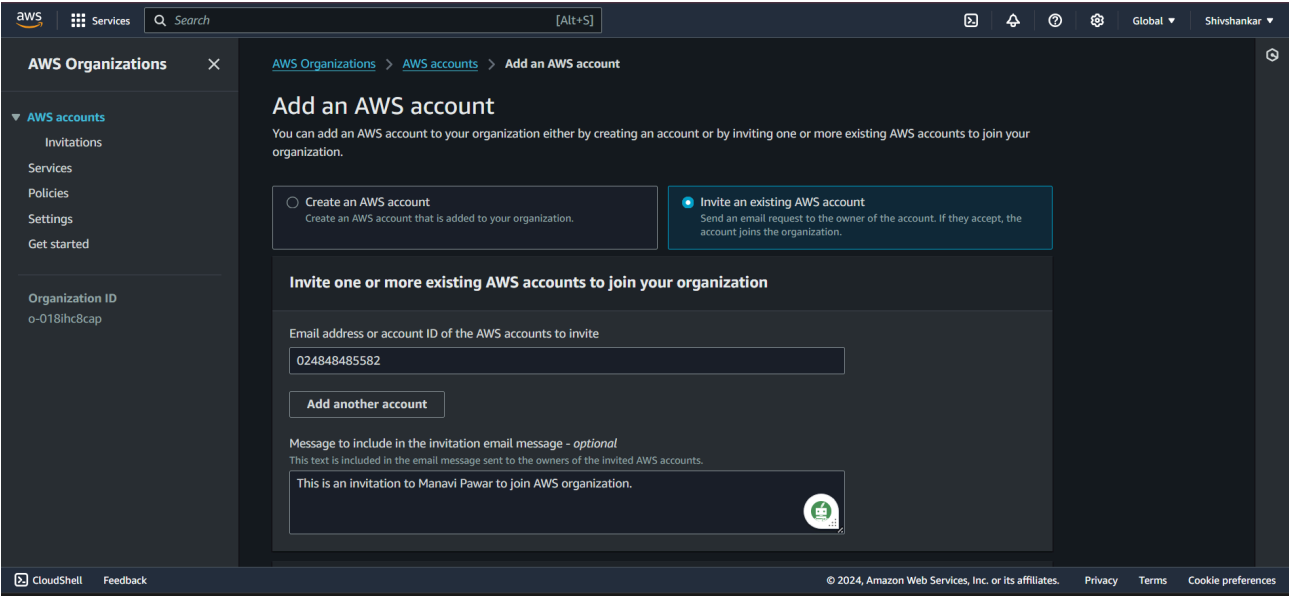 aws
Services
Search
[Alt+S]
Global ▼
Shivshankar ▼
AWS Organizations
AWS accounts
Invitations
Services
Policies
Settings
Get started
Organization ID
o-018ihc8cap
AWS Organizations > AWS accounts > Add an AWS account
Add an AWS account
You can add an AWS account to your organization either by creating an account or by inviting one or more existing AWS accounts to join your
organization.
Create an AWS account
Create an AWS account that is added to your organization.
Invite an existing AWS account
Send an email request to the owner of the account. If they accept, the
account joins the organization.
Invite one or more existing AWS accounts to join your organization
Email address or account ID of the AWS accounts to invite
024848485582
Add another account
Message to include in the invitation email message - optional
This text is included in the email message sent to the owners of the invited AWS accounts.
This is an invitation to Manavi Pawar to join AWS organization.
CloudShell
Feedback
© 2024, Amazon Web Services, Inc. or its affiliates.
Privacy
Terms
Cookie preferences